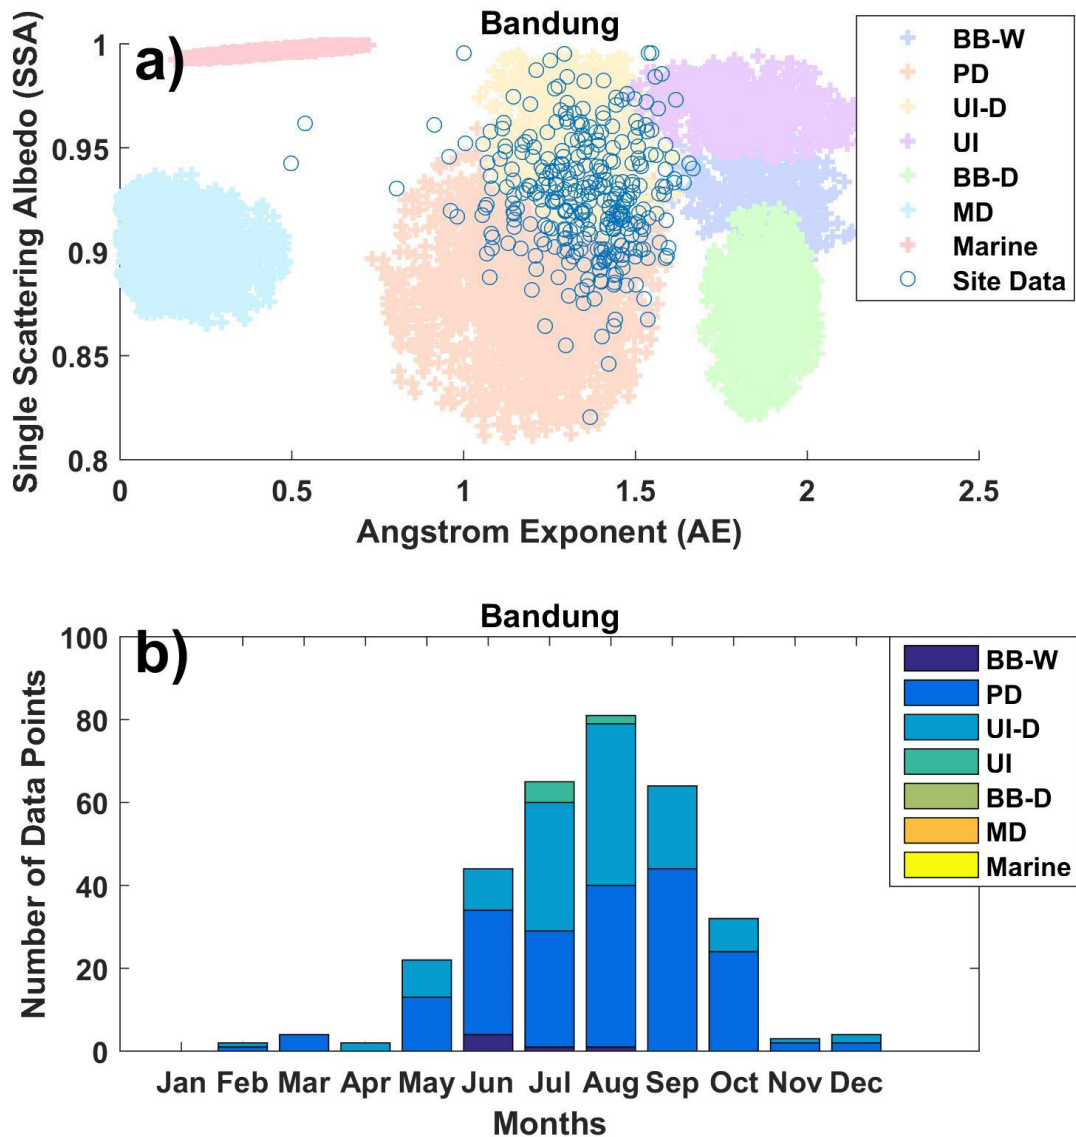 Bandung
a)
Single Scattering Albedo (SSA)
1
0.95
0.9
0.85
0.8
0 0.5 1 1.5 2 2.5
Angstrom Exponent (AE)
BB-W
PD
UI-D
UI
BB-D
MD
Marine
Site Data
Bandung
b)
Number of Data Points
100
80
60
40
20
0
Jan Feb Mar Apr May Jun Jul Aug Sep Oct Nov Dec
Months
BB-W
PD
UI-D
UI
BB-D
MD
Marine